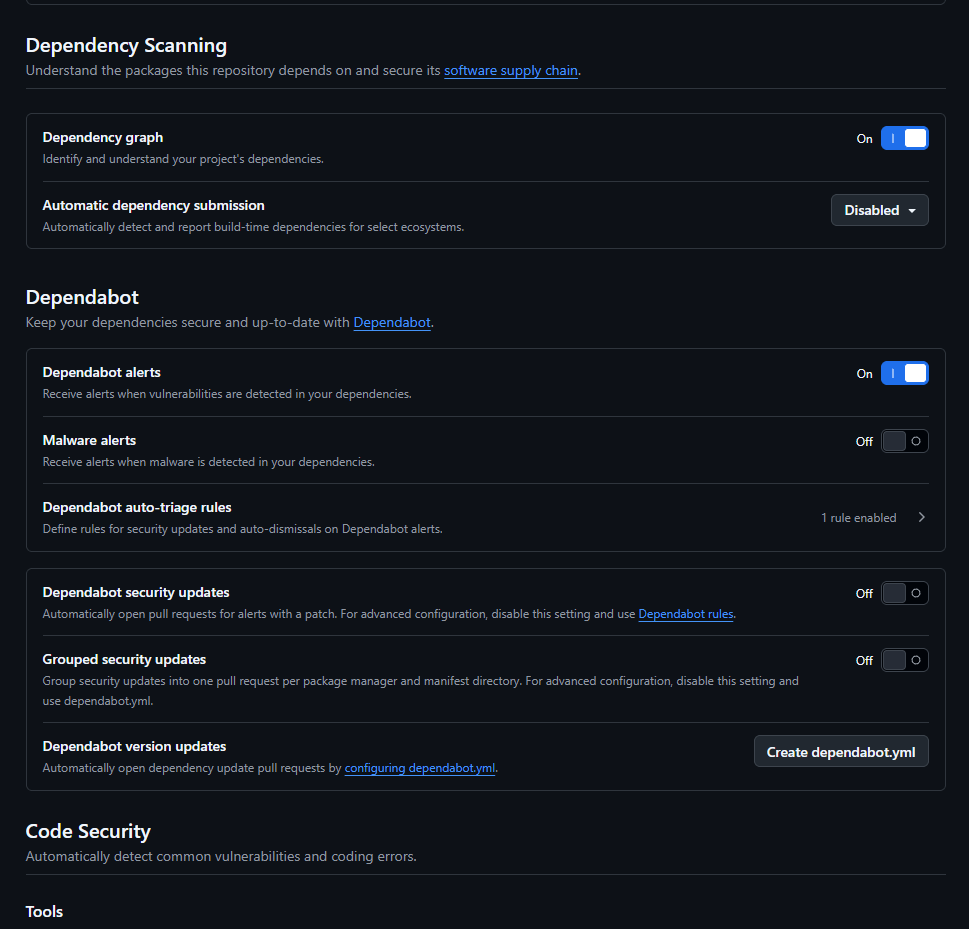 Dependency Scanning
Understand the packages this repository depends on and secure its software supply chain.
Dependency graph
On
Identify and understand your project's dependencies.
Automatic dependency submission
Disabled
Automatically detect and report build-time dependencies for select ecosystems.
Dependabot
Keep your dependencies secure and up-to-date with Dependabot.
Dependabot alerts
On
Receive alerts when vulnerabilities are detected in your dependencies.
Malware alerts
Off
Receive alerts when malware is detected in your dependencies.
Dependabot auto-triage rules
1 rule enabled
Define rules for security updates and auto-dismissals on Dependabot alerts.
Dependabot security updates
Off
Automatically open pull requests for alerts with a patch. For advanced configuration, disable this setting and use Dependabot rules.
Grouped security updates
Off
Group security updates into one pull request per package manager and manifest directory. For advanced configuration, disable this setting and
use dependabot.yml.
Dependabot version updates
Create dependabot.yml
Automatically open dependency update pull requests by configuring dependabot.yml.
Code Security
Automatically detect common vulnerabilities and coding errors.
Tools